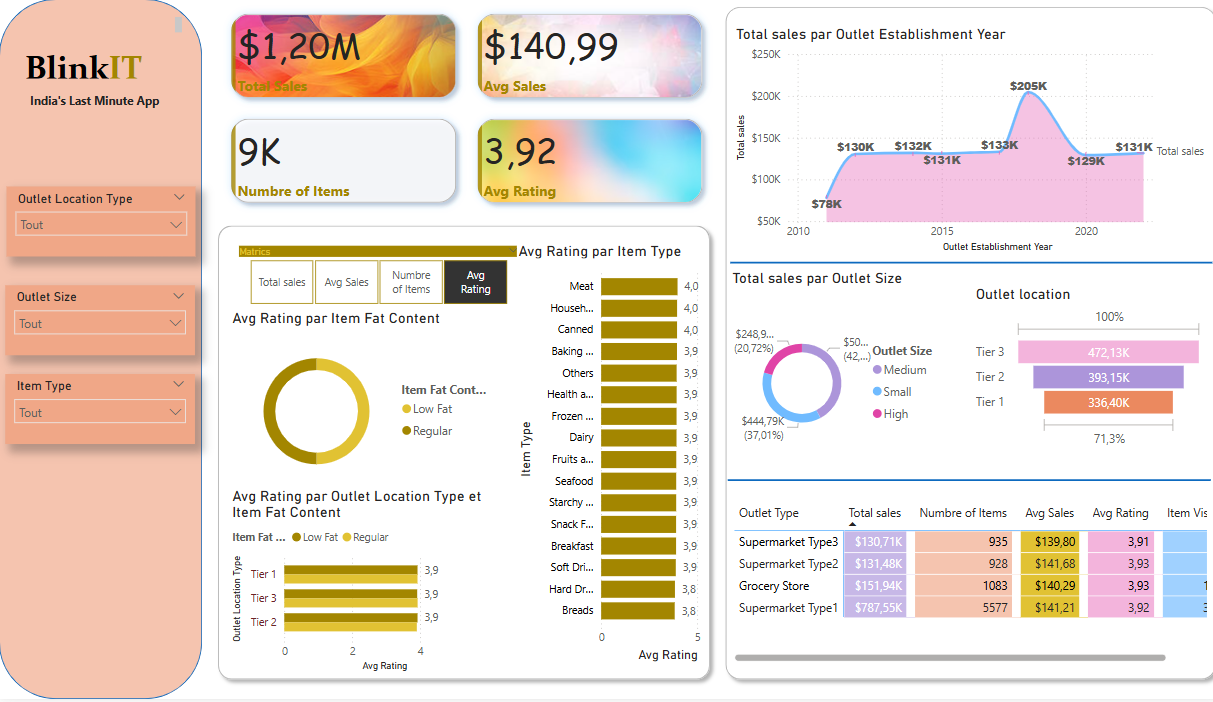 BlinkIT
India's Last Minute App
Outlet Location Type
Tout
Outlet Size
Tout
Item Type
Tout
$1,20M
Total Sales
$140,99
Avg Sales
9K
Numbre of Items
3,92
Avg Rating
Matrics
Total sales
Avg Sales
Numbre
of Items
Avg
Rating
Avg Rating par Item Fat Content
Item Fat Cont...
Low Fat
Regular
Avg Rating par Outlet Location Type et
Item Fat Content
Item Fat ... Low Fat Regular
Outlet Location Type
Tier 1 3,9
Tier 3 3,9
Tier 2 3,9
0 2 4
Avg Rating
Avg Rating par Item Type
Item Type
Meat 4,0
Househ... 4,0
Canned 4,0
Baking ... 3,9
Others 3,9
Health a... 3,9
Frozen ... 3,9
Dairy 3,9
Fruits a... 3,9
Seafood 3,9
Starchy ... 3,9
Snack F... 3,9
Breakfast 3,9
Soft Dri... 3,9
Hard Dr... 3,8
Breads 3,8
0 5
Avg Rating
Total sales par Outlet Establishment Year
Total sales
$250K
$200K
$150K
$100K
$50K
$78K
$130K
$132K
$131K
$133K
$205K
$129K
$131K
Total sales
2010 2015 2020
Outlet Establishment Year
Total sales par Outlet Size
$248,9...
(20,72%)
$50...
(42,...)
$444,79K
(37,01%)
Outlet Size
Medium
Small
High
Outlet location
100%
Tier 3 472,13K
Tier 2 393,15K
Tier 1 336,40K
71,3%
Outlet Type Total sales Numbre of Items Avg Sales Avg Rating Item Vis
Supermarket Type3 $130,71K 935 $139,80 3,91
Supermarket Type2 $131,48K 928 $141,68 3,93
Grocery Store $151,94K 1083 $140,29 3,93
Supermarket Type1 $787,55K 5577 $141,21 3,92